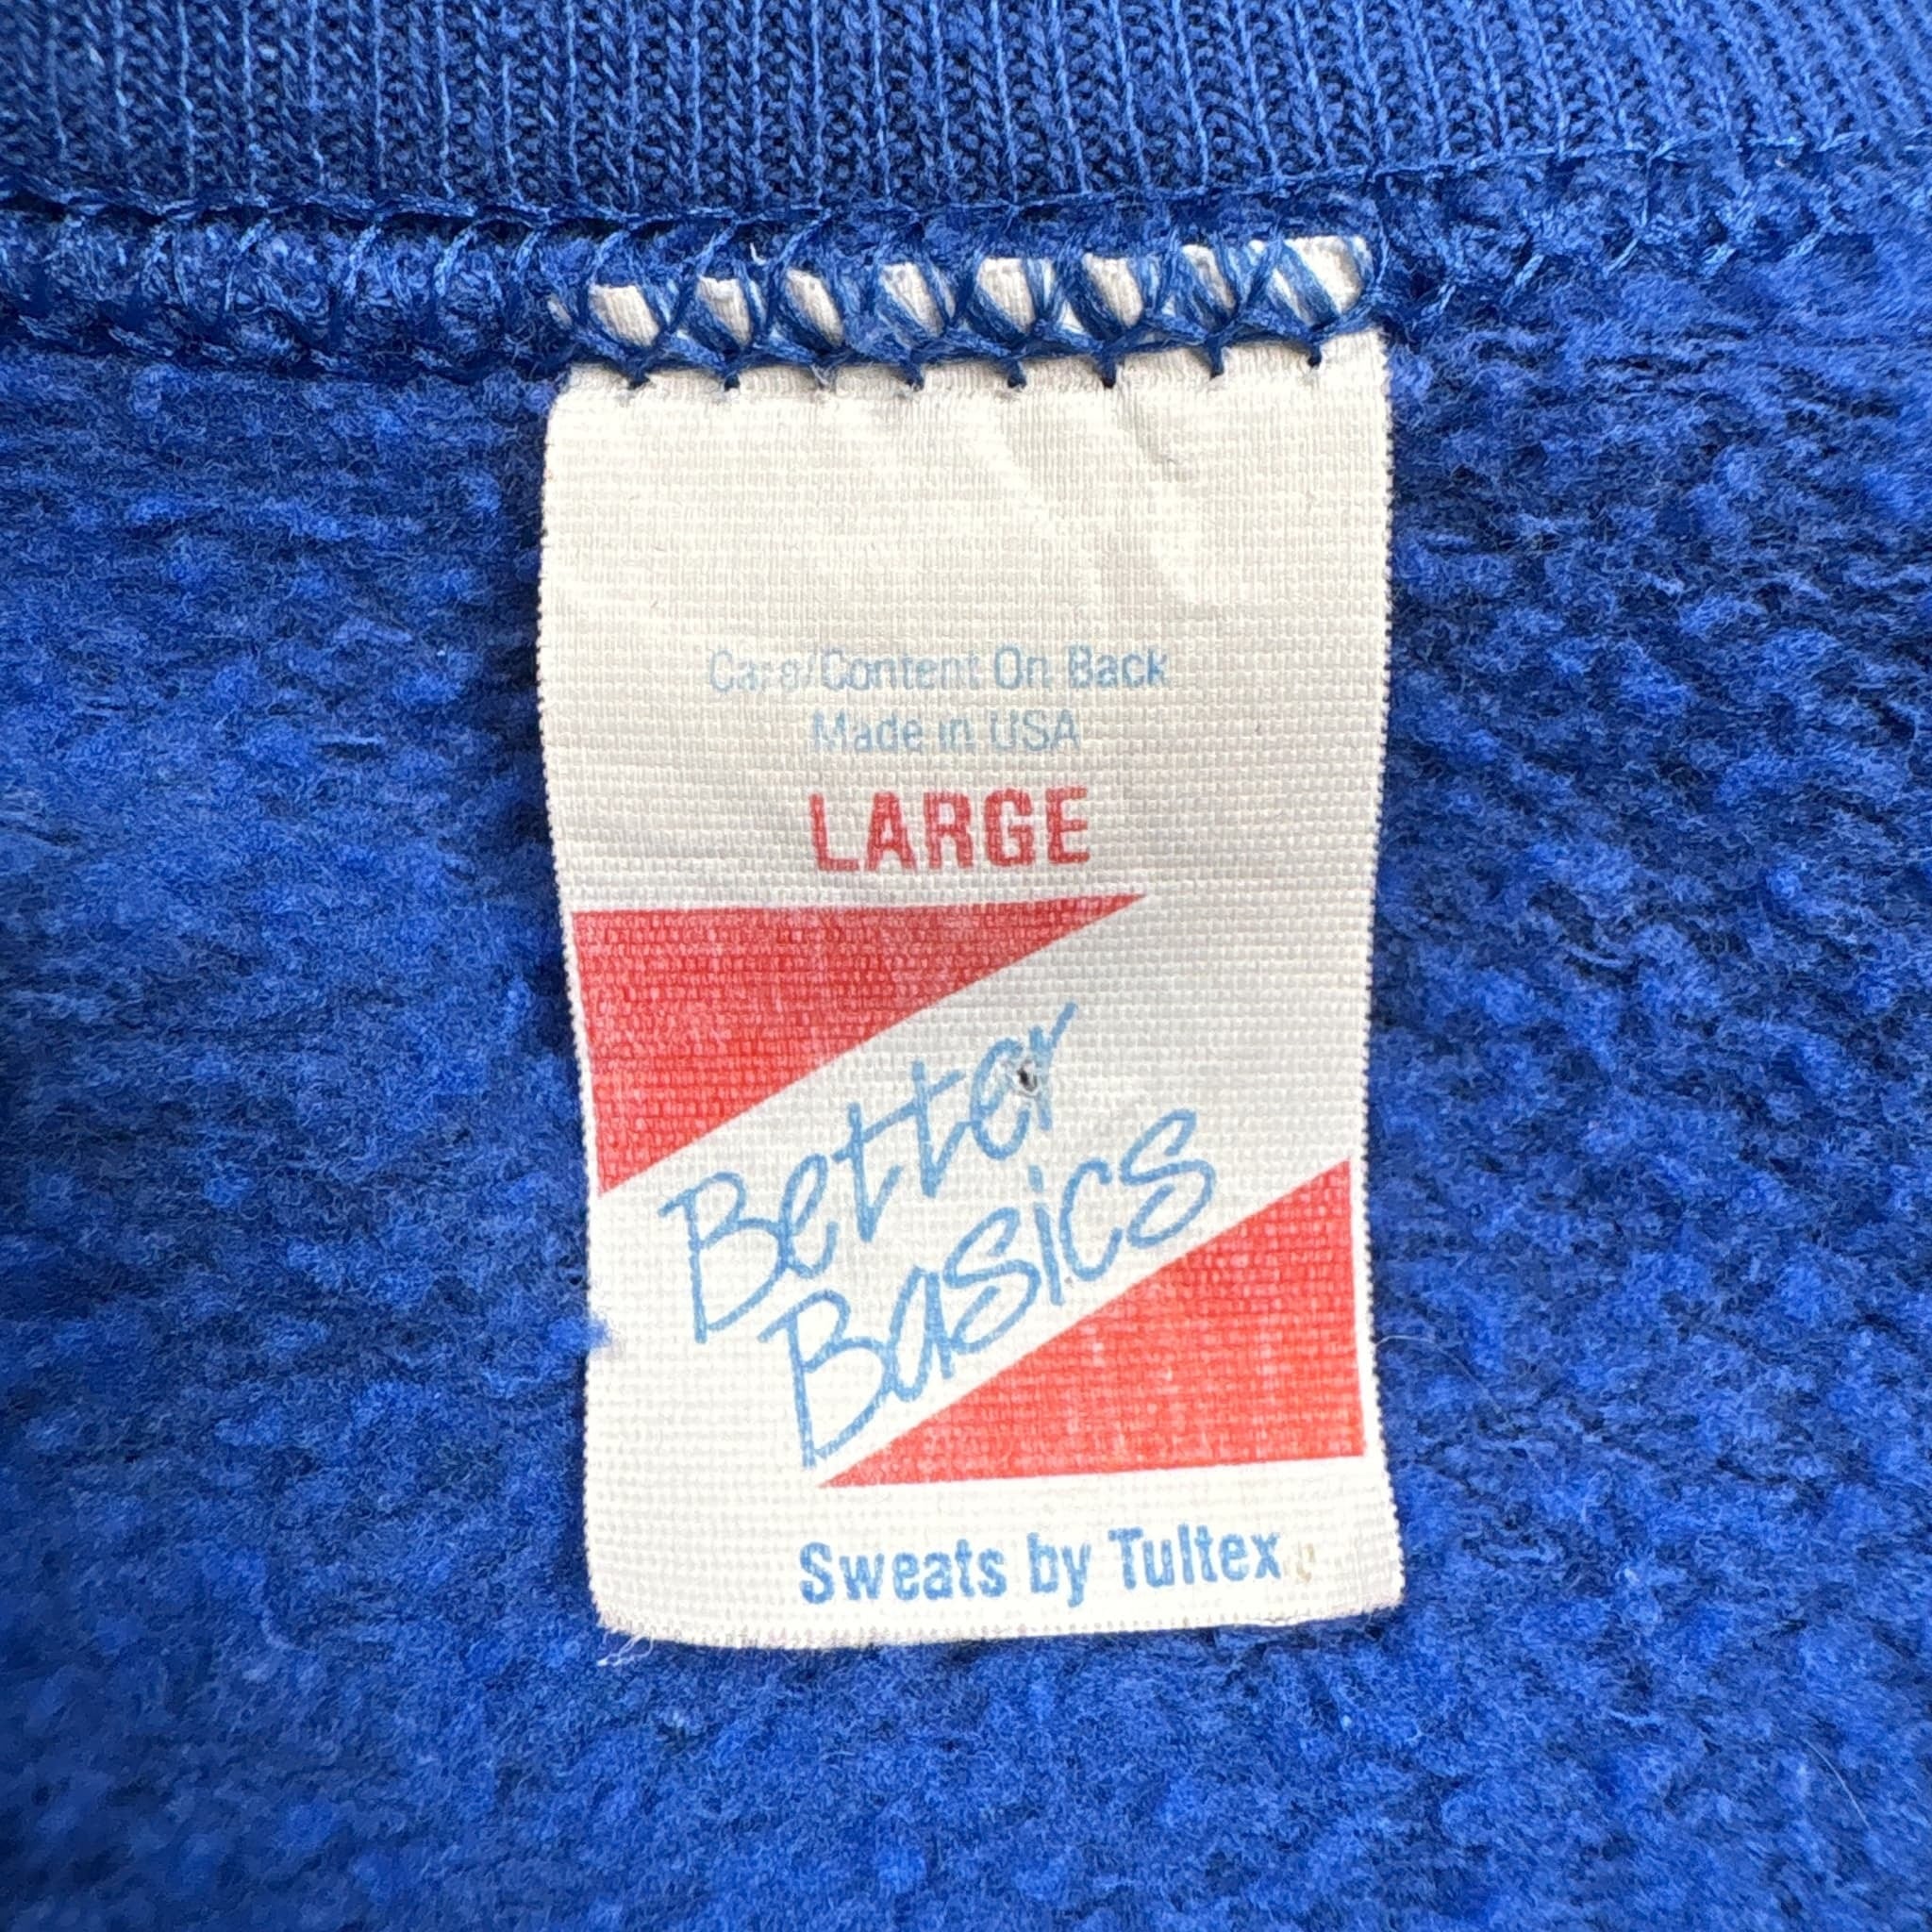 Care/Content On Back
Made in USA
LARGE
Better
Basics
Sweats by Tultex